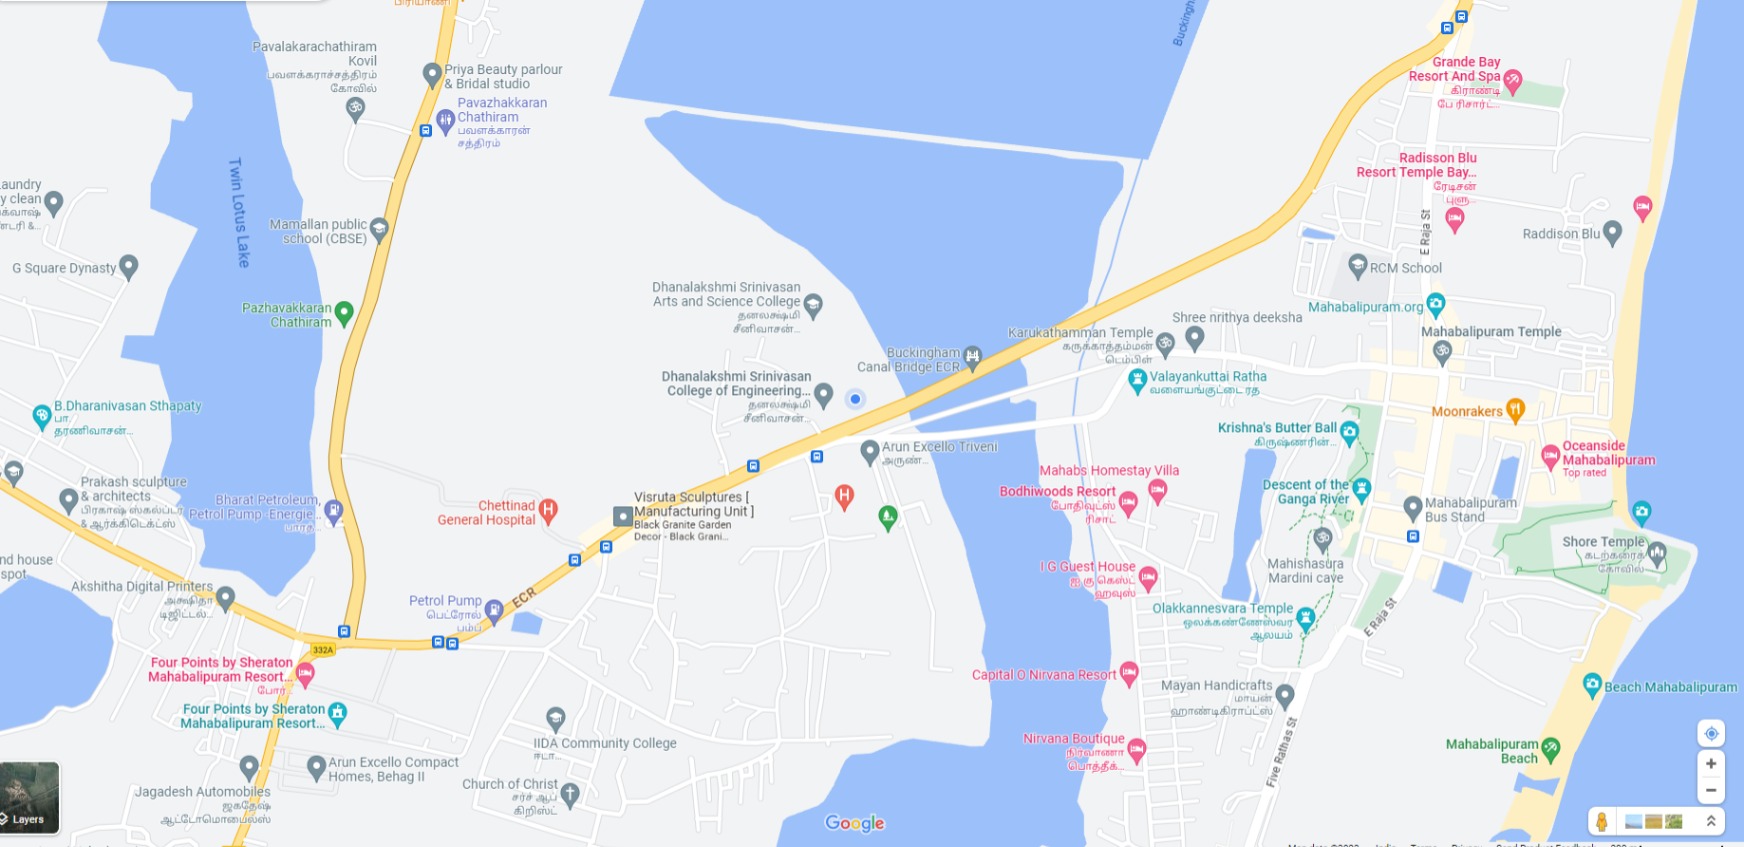 பிரியாணி
Pavalakarachathiram
Kovil
பவளக்கராச்சத்திரம்
கோவில்
Priya Beauty parlour
& Bridal studio
Pavazhakkaran
Chathiram
பவளக்காரன்
சத்திரம்
Buckingh
Grande Bay
Resort And Spa
கிராண்டி
பே ரிசார்ட்...
Radisson Blu
Resort Temple Bay...
ரேடிசன்
புளு...
Twin Lotus Lake
Laundry
y clean
Mamallan public
school (CBSE)
G Square Dynasty
E Raja St
Raddison Blu
RCM School
Pazhavakkaran
Chathiram
Dhanalakshmi Srinivasan
Arts and Science College
தனலக்ஷ்மி
சீனிவாசன்...
Mahabalipuram.org
Shree nrithya deeksha
Karukathamman Temple
கருக்காத்தம்மன்
டெம்பிள்
Mahabalipuram Temple
Buckingham
Canal Bridge ECR
Dhanalakshmi Srinivasan
College of Engineering...
தனலக்ஷ்மி
சீனிவாசன்...
Valayankuttai Ratha
வளையங்குட்டை ரத
B.Dharanivasan Sthapaty
பா.
தரணிவாசன்...
Moonrakers
Krishna's Butter Ball
கிருஷ்ணரின்...
Arun Excello Triveni
அருண்...
Oceanside
Mahabalipuram
Top rated
Mahabs Homestay Villa
Bodhiwoods Resort
போதிவுட்ஸ்
ரிசாட்
Descent of the
Ganga River
Prakash sculpture
& architects
பிரகாஷ் ஸ்கல்ப்ட்ர
& ஆர்க்கிடெக்ட்ஸ்
Bharat Petroleum,
Petrol Pump -Energie...
பாரத...
Chettinad
General Hospital
Visruta Sculptures [
Manufacturing Unit ]
Black Granite Garden
Decor - Black Grani...
H
Mahabalipuram
Bus Stand
Shore Temple
கடற்கரைக்
கோவில்
nd house
spot
Mahishasura
Mardini cave
I G Guest House
ஐ கு கெஸ்ட்
ஹவுஸ்
Akshitha Digital Printers
அக்ஷிதா
டிஜிட்டல்...
Petrol Pump
பெட்ரோல்
பம்ப்
ECR
Olakkannesvara Temple
ஒலக்கண்ணேஸ்வர
ஆலயம்
E Raja St
332A
Four Points by Sheraton
Mahabalipuram Resort...
போர்...
Capital O Nirvana Resort
Mayan Handicrafts
மாயன்
ஹாண்டிகிராப்ட்ஸ்
Beach Mahabalipuram
Four Points by Sheraton
Mahabalipuram Resort...
IIDA Community College
ஈடா...
Nirvana Boutique
நிர்வாணா
பொத்தீக்...
Five Rathas St
Mahabalipuram
Beach
Arun Excello Compact
Homes, Behag II
Church of Christ
சர்ச் ஆப்
கிறிஸ்ட்
Jagadesh Automobiles
ஜகதேஷ்
ஆட்டோமொபைல்ஸ்
Layers
Google